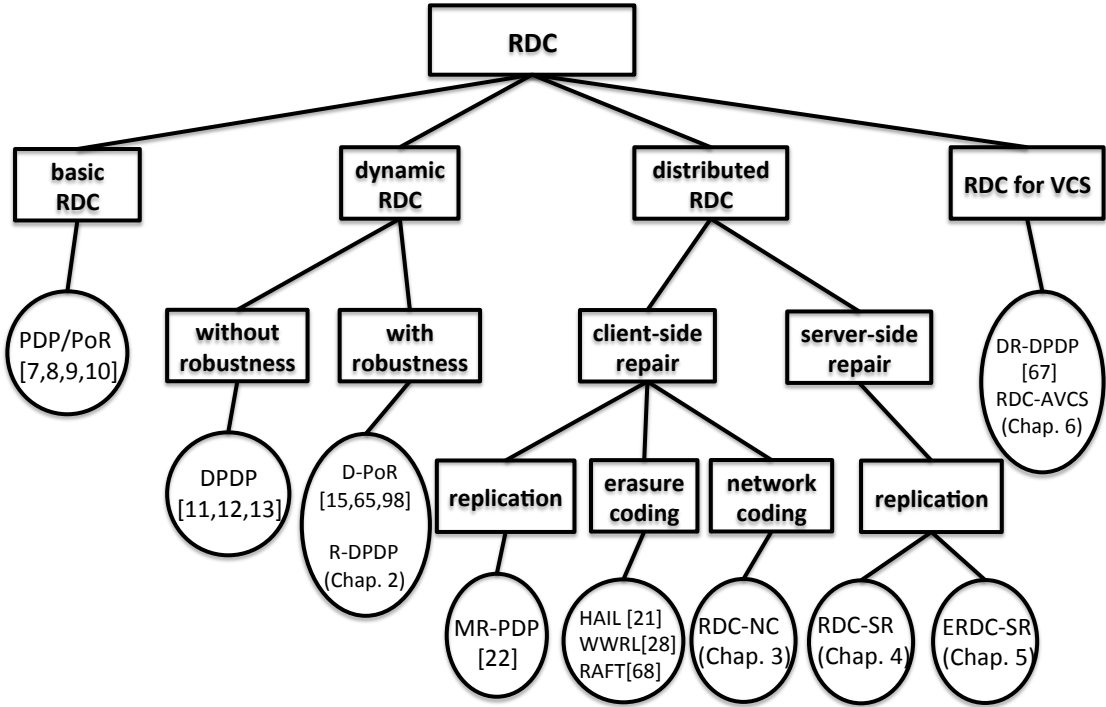 RDC
basic
RDC
dynamic
RDC
distributed
RDC
RDC for VCS
PDP/PoR
[7,8,9,10]
without
robustness
with
robustness
client-side
repair
server-side
repair
DR-DPDP
[67]
RDC-AVCS
(Chap. 6)
DPDP
[11,12,13]
D-PoR
[15,65,98]
R-DPDP
(Chap. 2)
replication
erasure
coding
network
coding
replication
MR-PDP
[22]
HAIL [21]
WWRL[28]
RAFT[68]
RDC-NC
(Chap. 3)
RDC-SR
(Chap. 4)
ERDC-SR
(Chap. 5)